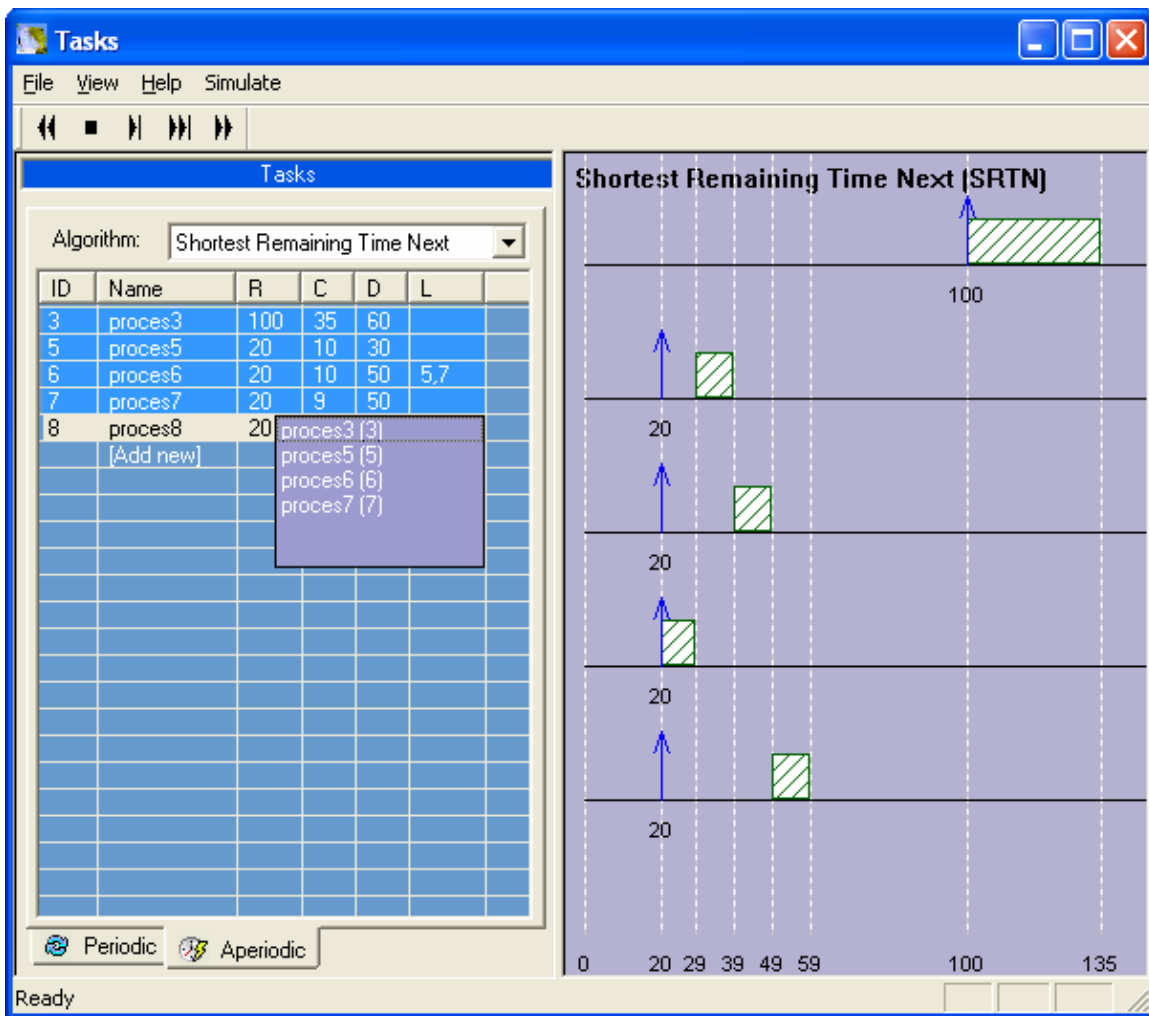 Tasks
File View Help Simulate
Tasks
Algorithm: Shortest Remaining Time Next
ID Name R C D L
3 proces3 100 35 60
5 proces5 20 10 30
6 proces6 20 10 50 5,7
7 proces7 20 9 50
8 proces8 20
[Add new]
proces3 (3)
proces5 (5)
proces6 (6)
proces7 (7)
Periodic Aperiodic
Shortest Remaining Time Next (SRTN)
100
20
20
20
20
0 20 29 39 49 59 100 135
Ready